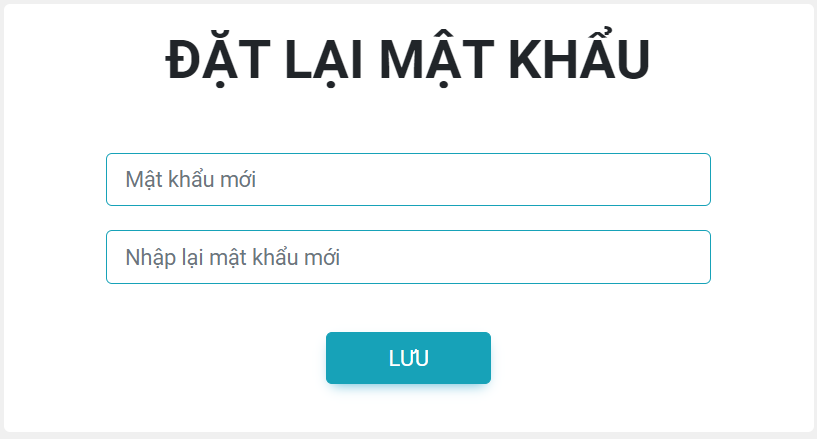 ĐẶT LẠI MẬT KHẨU
Mật khẩu mới
Nhập lại mật khẩu mới
LƯU